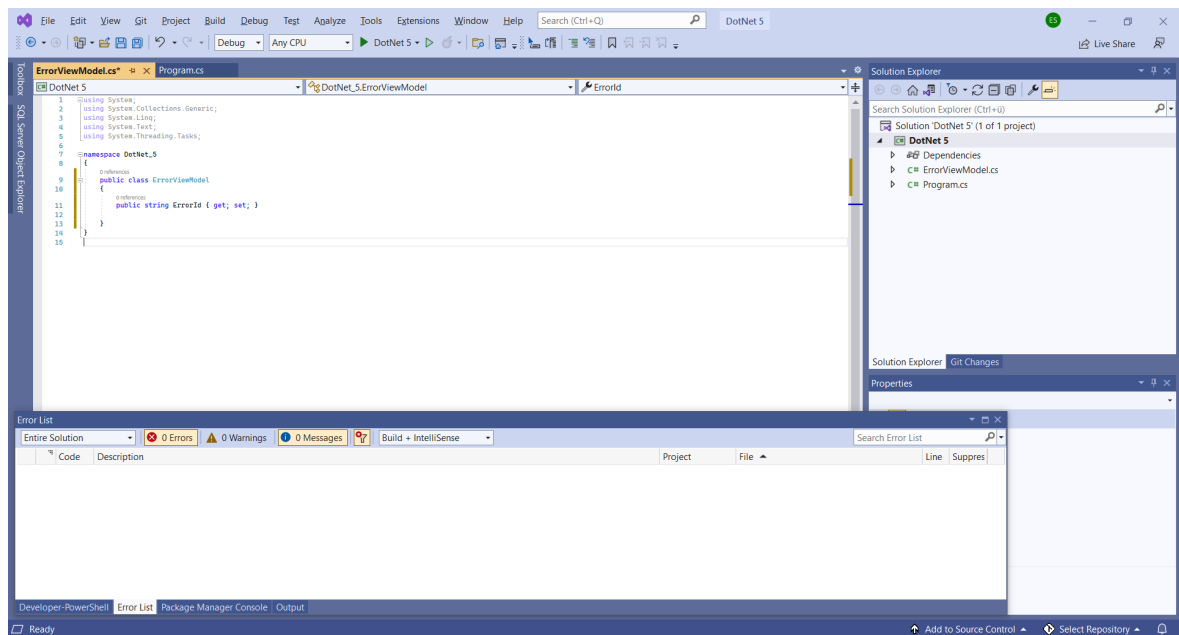 File Edit View Git Project Build Debug Test Analyze Tools Extensions Window Help Search (Ctrl+Q) DotNet 5 ES
Debug Any CPU DotNet 5 Live Share
Toolbox
SQL Server Object Explorer
ErrorViewModel.cs* Program.cs
DotNet 5 DotNet_5.ErrorViewModel ErrorId
1 using System;
2 using System.Collections.Generic;
3 using System.Linq;
4 using System.Text;
5 using System.Threading.Tasks;
6
7 namespace DotNet_5
8 {
0 references
9 public class ErrorViewModel
10 {
0 references
11 public string ErrorId { get; set; }
12
13 }
14 }
15
Solution Explorer
Search Solution Explorer (Ctrl+ü)
Solution 'DotNet 5' (1 of 1 project)
DotNet 5
Dependencies
C# ErrorViewModel.cs
C# Program.cs
Solution Explorer Git Changes
Properties
Error List
Entire Solution 0 Errors 0 Warnings 0 Messages Build + IntelliSense Search Error List
Code Description Project File Line Suppres
Developer-PowerShell Error List Package Manager Console Output
Ready Add to Source Control Select Repository